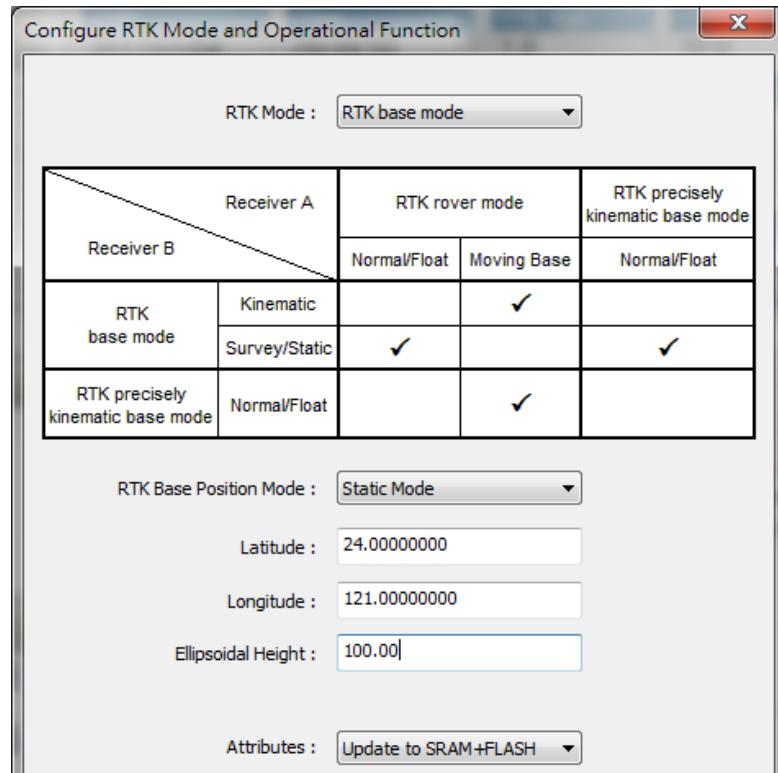 Configure RTK Mode and Operational Function
RTK Mode : RTK base mode
Receiver A
Receiver B
RTK rover mode
RTK precisely
kinematic base mode
Normal/Float Moving Base Normal/Float
RTK
base mode
Kinematic ✓
Survey/Static ✓ ✓
RTK precisely
kinematic base mode
Normal/Float ✓
RTK Base Position Mode : Static Mode
Latitude : 24.00000000
Longitude : 121.00000000
Ellipsoidal Height : 100.00
Attributes : Update to SRAM+FLASH